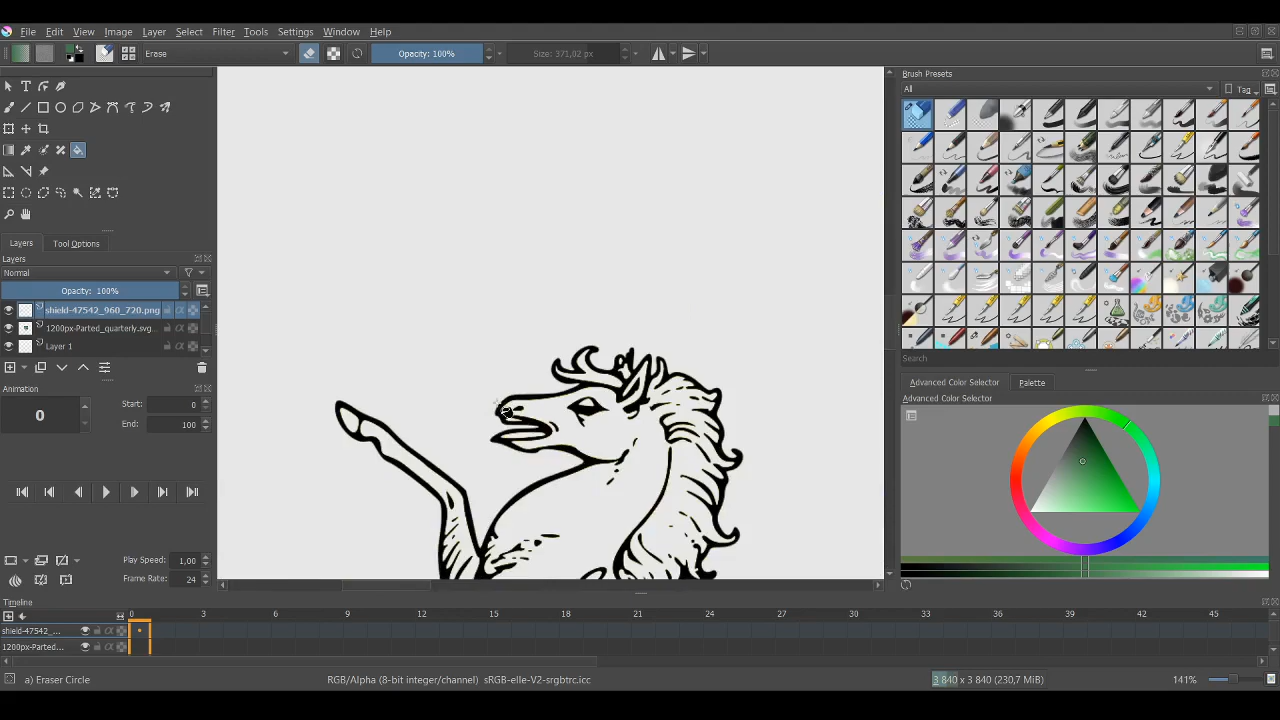 File Edit View Image Layer Select Filter Tools Settings Window Help
Erase Opacity: 100% Size: 371,02 px
Brush Presets
All Tag
Layers Tool Options
Layers
Normal
Opacity: 100%
shield-47542_960_720.png
1200px-Parted_quarterly.svg...
Layer 1
Animation
0 Start: 0
End: 100
Play Speed: 1,00
Frame Rate: 24
Search
Advanced Color Selector Palette
Advanced Color Selector
Timeline
0 3 6 9 12 15 18 21 24 27 30 33 36 39 42 45
shield-47542_...
1200px-Parted...
a) Eraser Circle RGB/Alpha (8-bit integer/channel) sRGB-elle-V2-srgbtrc.icc 3 840 x 3 840 (230,7 MiB) 141%